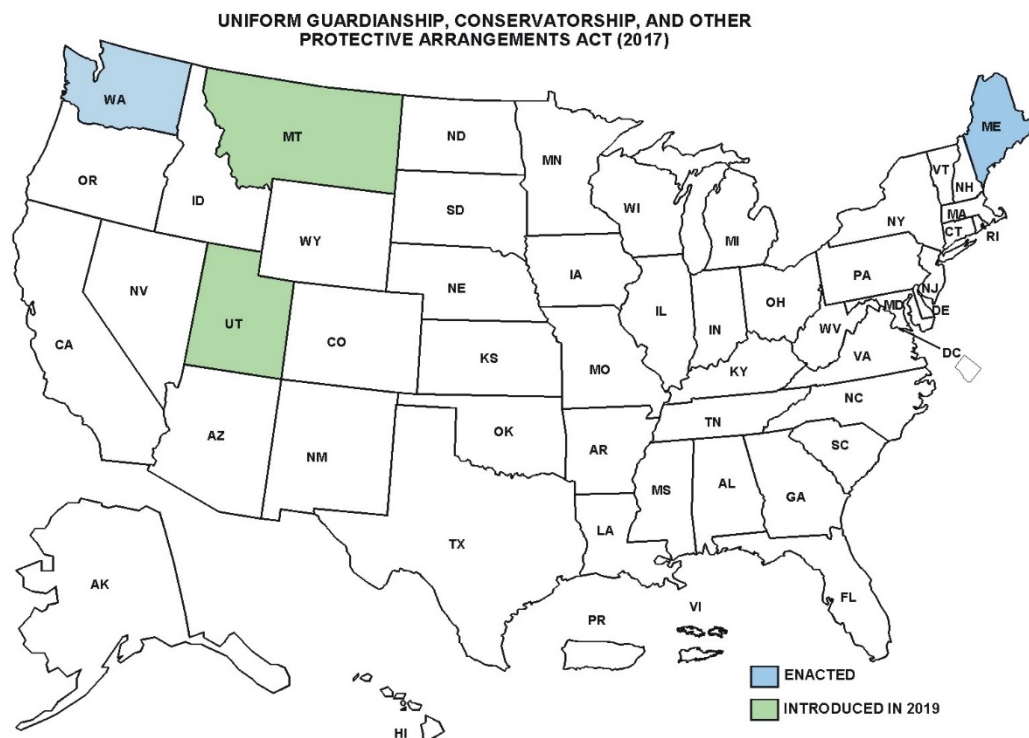 UNIFORM GUARDIANSHIP, CONSERVATORSHIP, AND OTHER
PROTECTIVE ARRANGEMENTS ACT (2017)
WA
MT
ND
MN
ME
OR
ID
SD
WI
MI
VT
NH
NY
MA
CT
RI
WY
IA
PA
NV
NE
IL
IN
OH
NJ
MD
DE
UT
CO
WV
DC
CA
KS
MO
KY
VA
NC
AZ
NM
OK
AR
TN
SC
MS
AL
GA
TX
LA
AK
FL
PR
VI
HI
ENACTED
INTRODUCED IN 2019